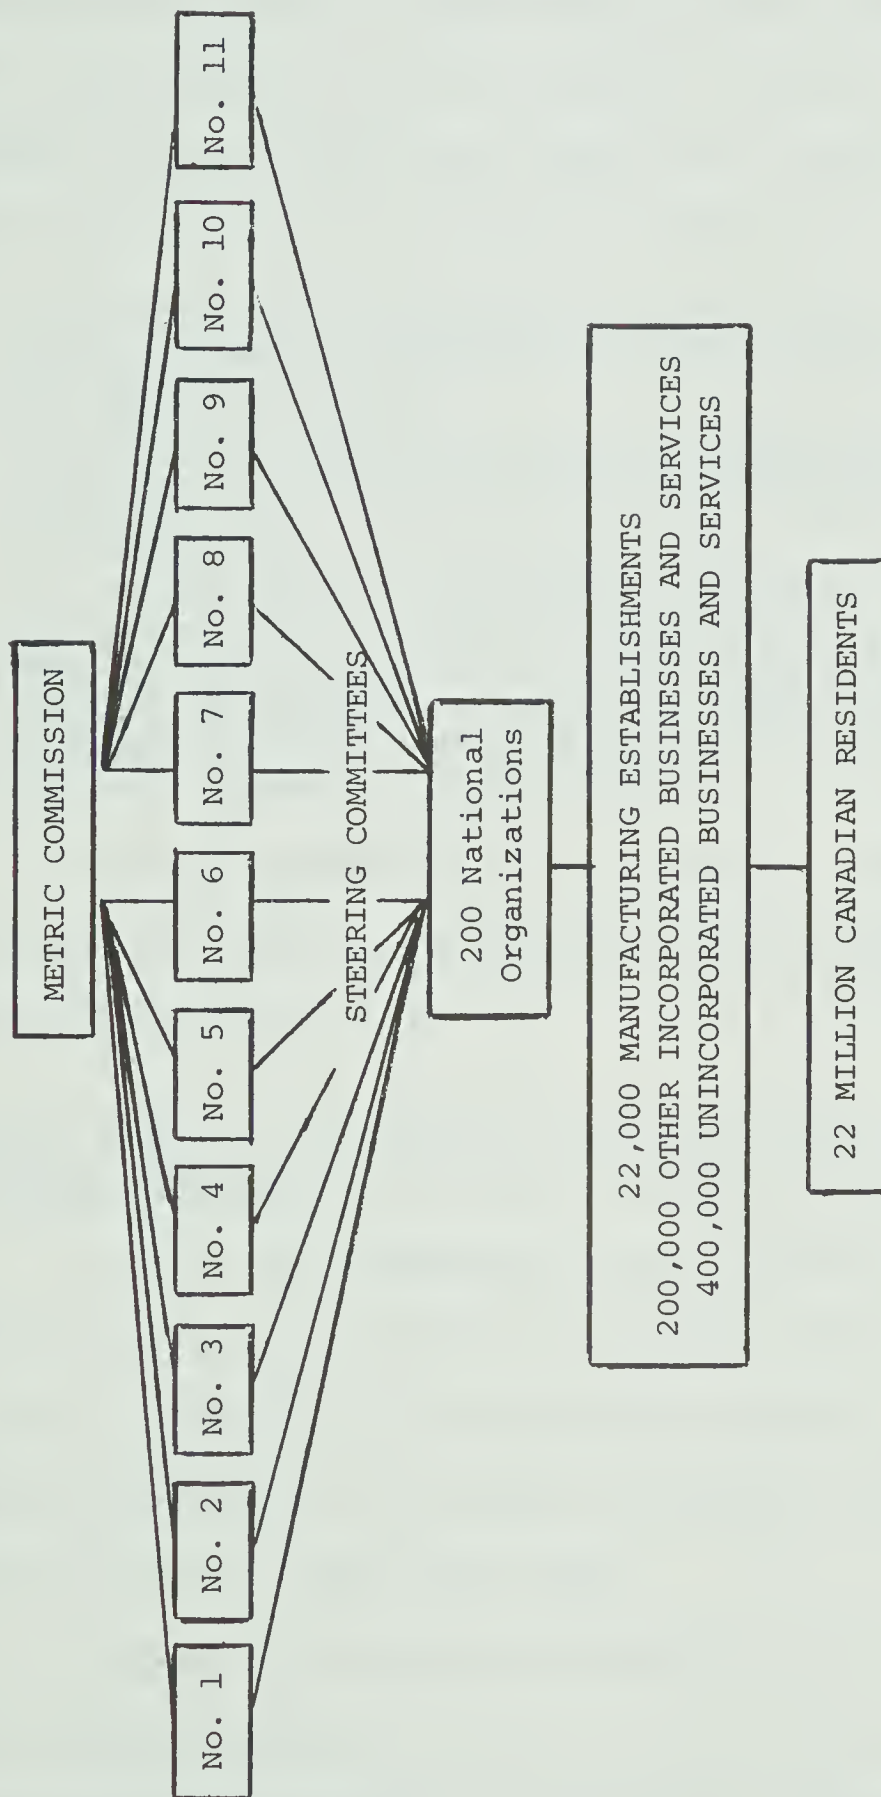 METRIC COMMISSION
No. 1
No. 2
No. 3
No. 4
No. 5
No. 6
No. 7
No. 8
No. 9
No. 10
No. 11
STEERING COMMITTEES
200 National
Organizations
22,000 MANUFACTURING ESTABLISHMENTS
200,000 OTHER INCORPORATED BUSINESSES AND SERVICES
400,000 UNINCORPORATED BUSINESSES AND SERVICES
22 MILLION CANADIAN RESIDENTS